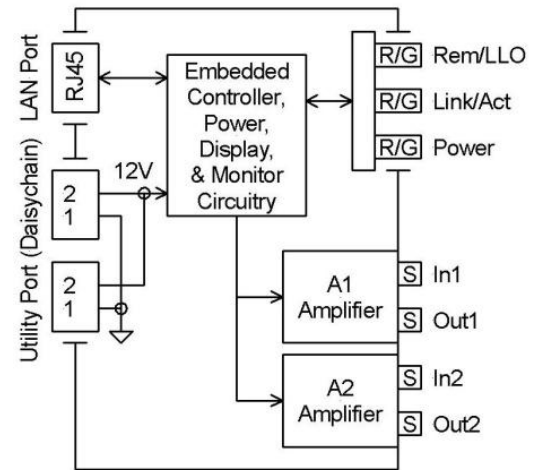 LAN Port
RJ45
Embedded
Controller,
Power,
Display,
& Monitor
Circuitry
R/G Rem/LLO
R/G Link/Act
R/G Power
Utility Port (Daisychain)
12V
2
1
2
1
A1
Amplifier
S In1
S Out1
A2
Amplifier
S In2
S Out2